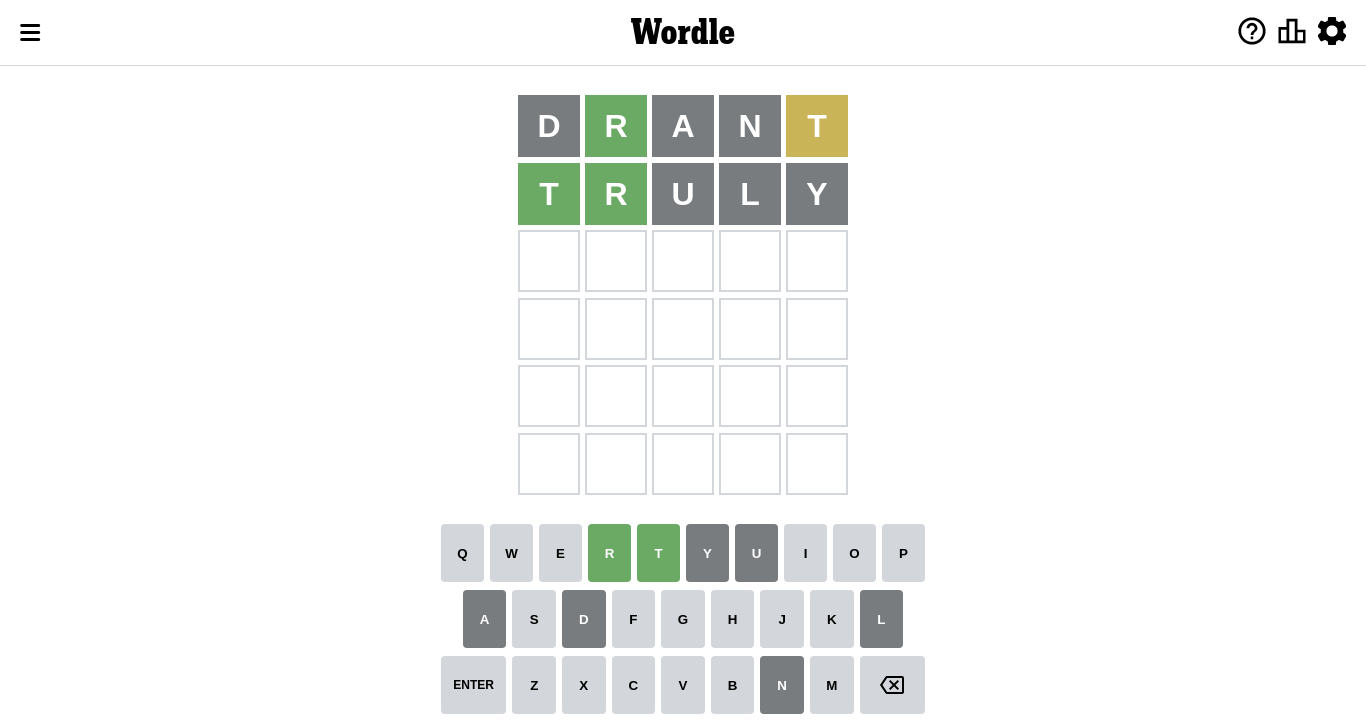 Wordle
D R A N T
T R U L Y
Q W E R T Y U I O P
A S D F G H J K L
ENTER Z X C V B N M